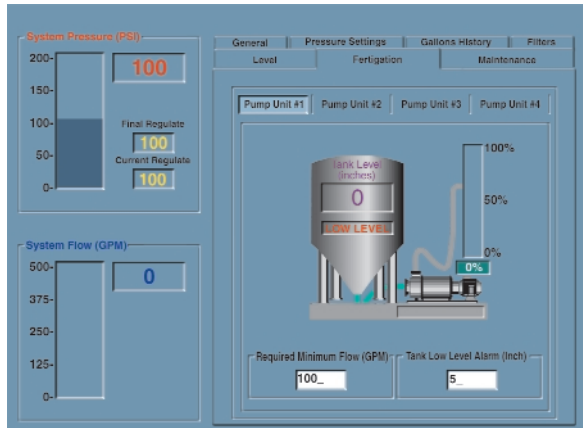 System Pressure (PSI)
200-
100
150-
100-
Final Regulate
100
50-
Current Regulate
100
0-
System Flow (GPM)
500-
0
375-
250-
125-
0-
General Pressure Settings Gallons History Filters
Level Fertigation Maintenance
Pump Unit #1 Pump Unit #2 Pump Unit #3 Pump Unit #4
Tank Level
(inches)
0
LOW LEVEL
100%
50%
0%
0%
Required Minimum Flow (GPM) Tank Low Level Alarm (Inch)
100_ 5_